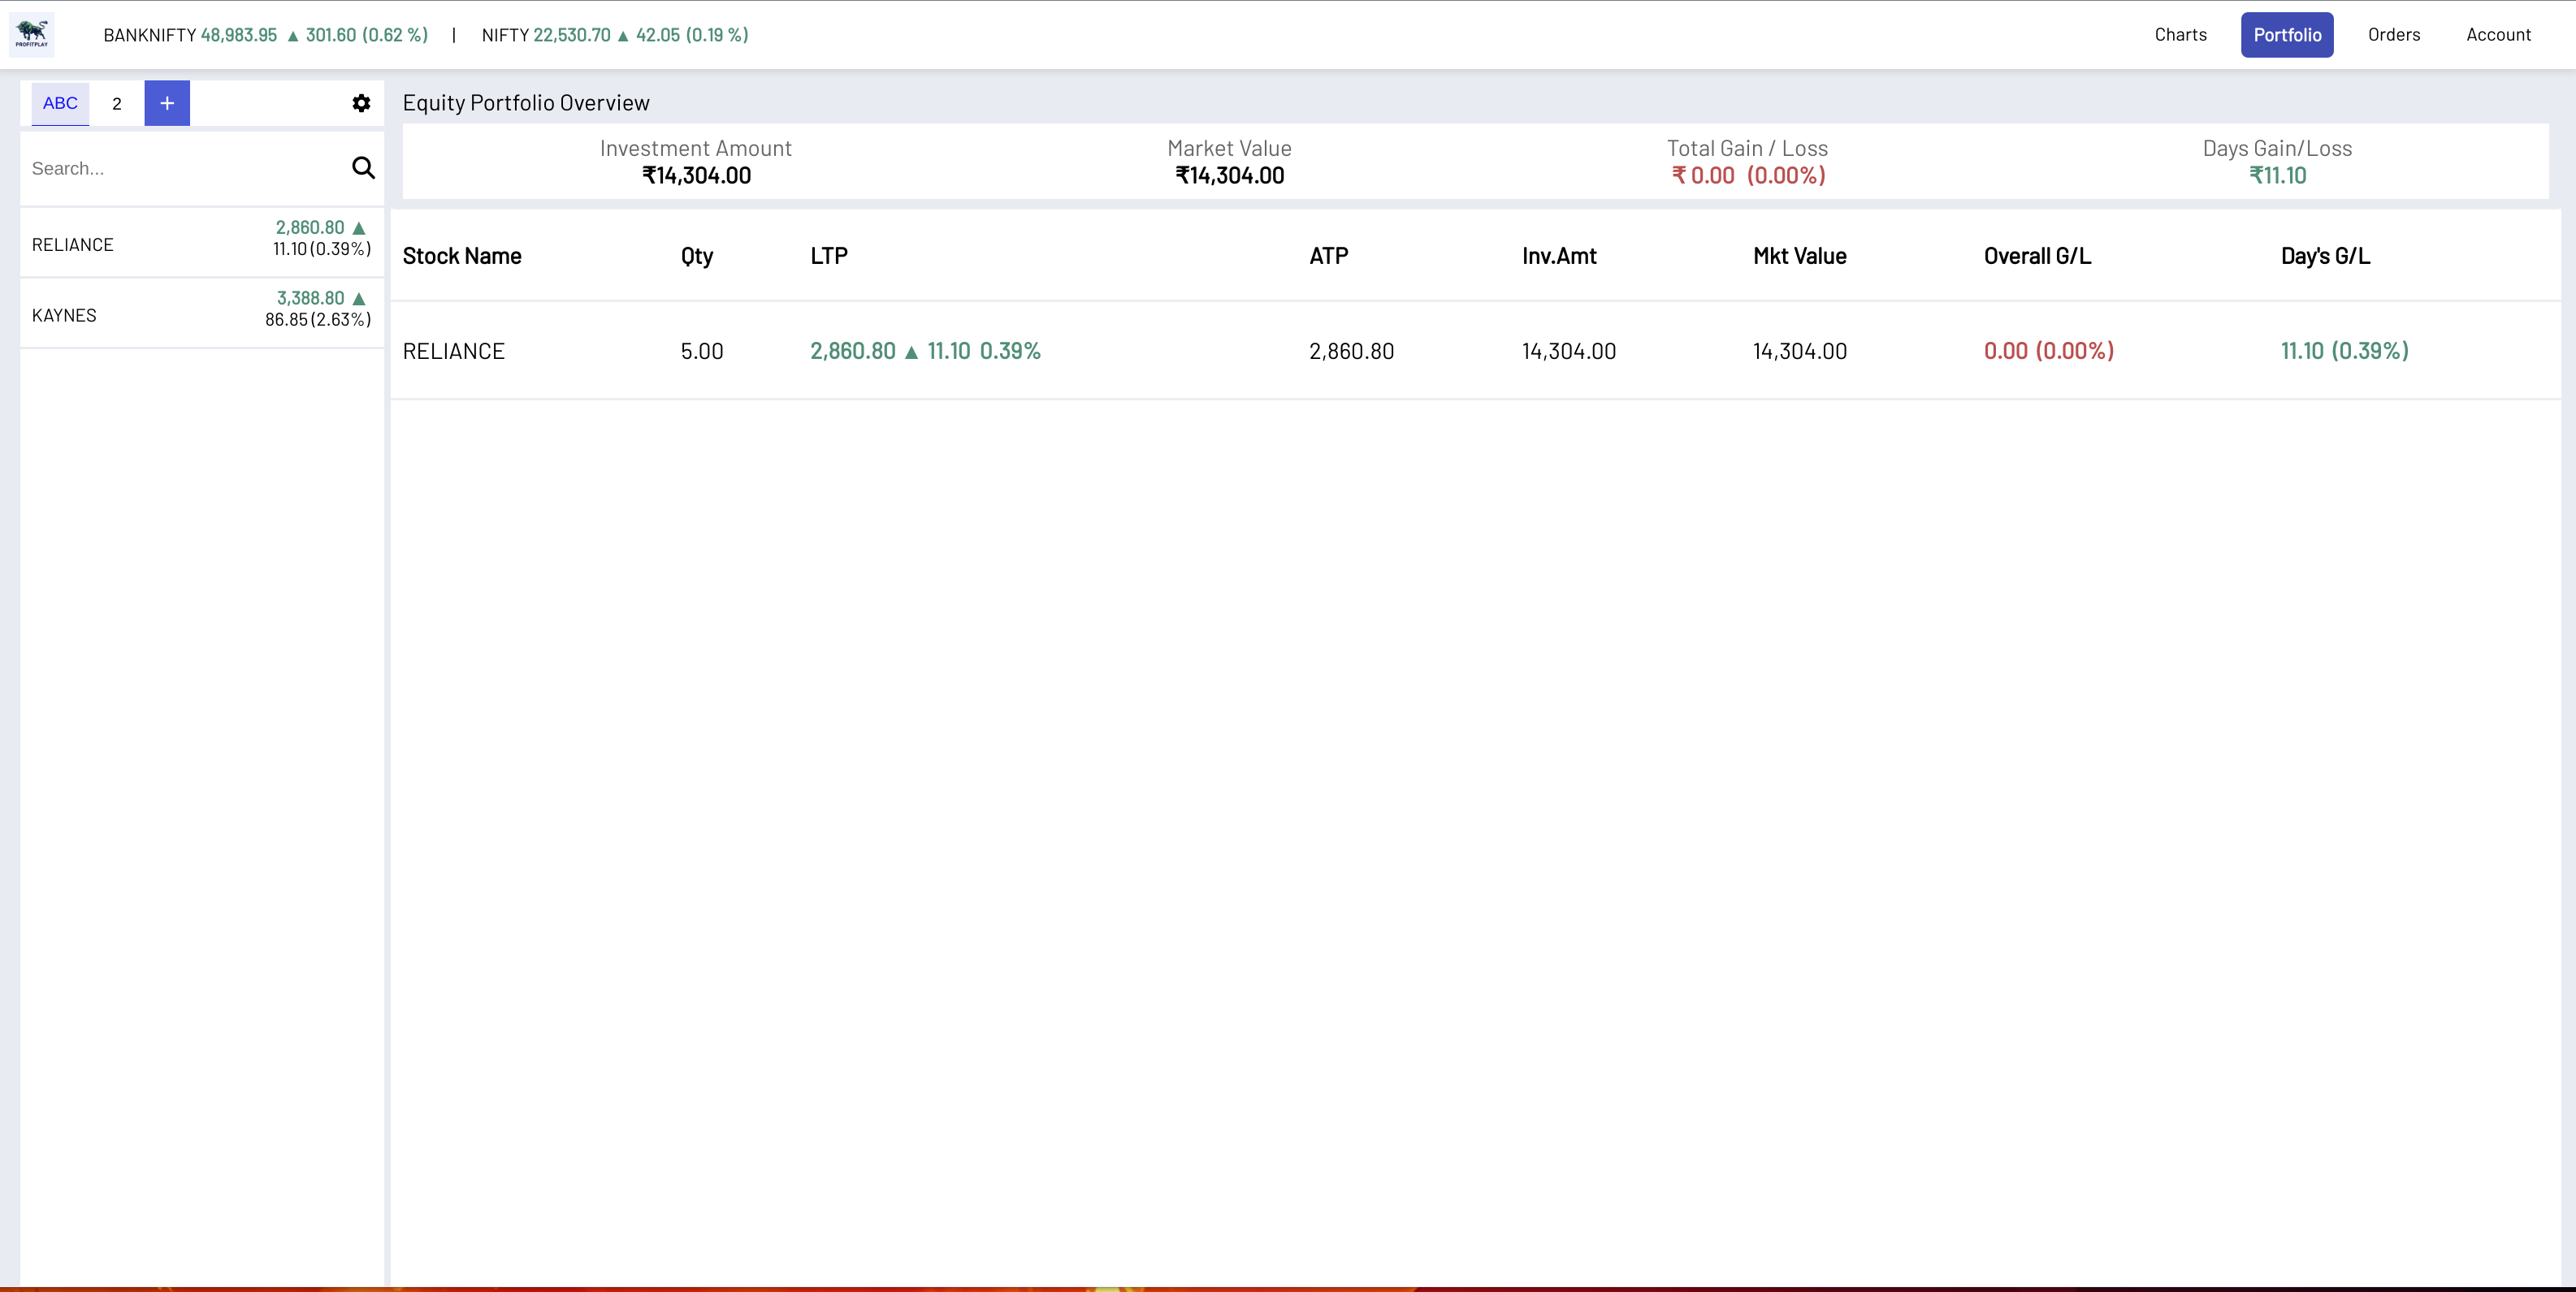 PROFITPLAY
BANKNIFTY 48,983.95 ▲ 301.60 (0.62 %) | NIFTY 22,530.70 ▲ 42.05 (0.19 %)
Charts Portfolio Orders Account
ABC 2 +
Search...
RELIANCE 2,860.80 ▲
11.10 (0.39%)
KAYNES 3,388.80 ▲
86.85 (2.63%)
Equity Portfolio Overview
Investment Amount Market Value Total Gain / Loss Days Gain/Loss
₹14,304.00 ₹14,304.00 ₹ 0.00 (0.00%) ₹11.10
Stock Name Qty LTP ATP Inv.Amt Mkt Value Overall G/L Day's G/L
RELIANCE 5.00 2,860.80 ▲ 11.10 0.39% 2,860.80 14,304.00 14,304.00 0.00 (0.00%) 11.10 (0.39%)